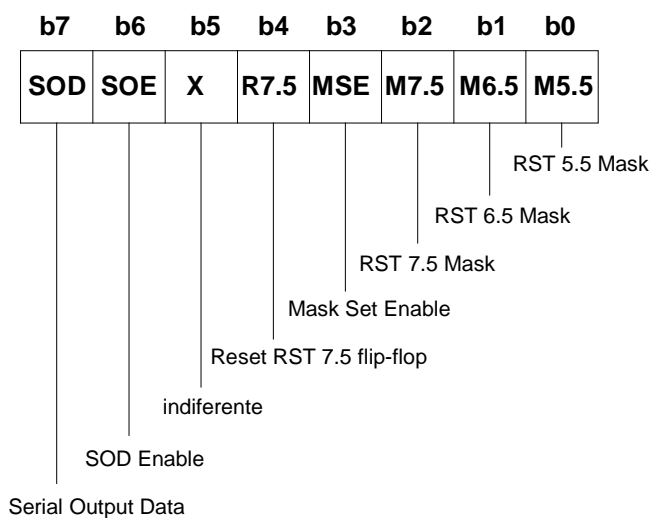 b7 b6 b5 b4 b3 b2 b1 b0
SOD SOE X R7.5 MSE M7.5 M6.5 M5.5
RST 5.5 Mask
RST 6.5 Mask
RST 7.5 Mask
Mask Set Enable
Reset RST 7.5 flip-flop
indiferente
SOD Enable
Serial Output Data